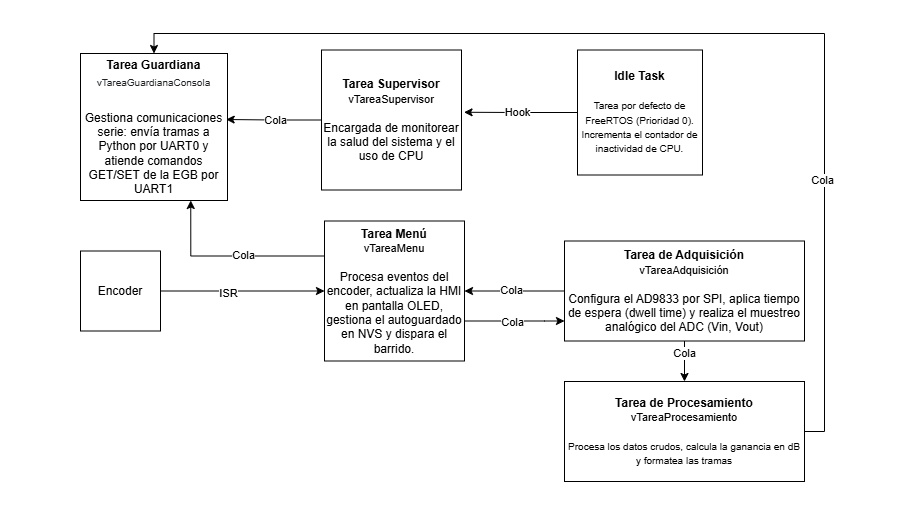 Tarea Guardiana
vTareaGuardianaConsola
Gestiona comunicaciones
serie: envía tramas a
Python por UART0 y
atiende comandos
GET/SET de la EGB por
UART1
Cola
Tarea Supervisor
vTareaSupervisor
Encargada de monitorear
la salud del sistema y el
uso de CPU
Hook
Idle Task
Tarea por defecto de
FreeRTOS (Prioridad 0).
Incrementa el contador de
inactividad de CPU.
Cola
Encoder
ISR
Cola
Tarea Menú
vTareaMenu
Procesa eventos del
encoder, actualiza la HMI
en pantalla OLED,
gestiona el autoguardado
en NVS y dispara el
barrido.
Cola
Cola
Tarea de Adquisición
vTareaAdquisición
Configura el AD9833 por SPI, aplica tiempo
de espera (dwell time) y realiza el muestreo
analógico del ADC (Vin, Vout)
Cola
Tarea de Procesamiento
vTareaProcesamiento
Procesa los datos crudos, calcula la ganancia en dB
y formatea las tramas